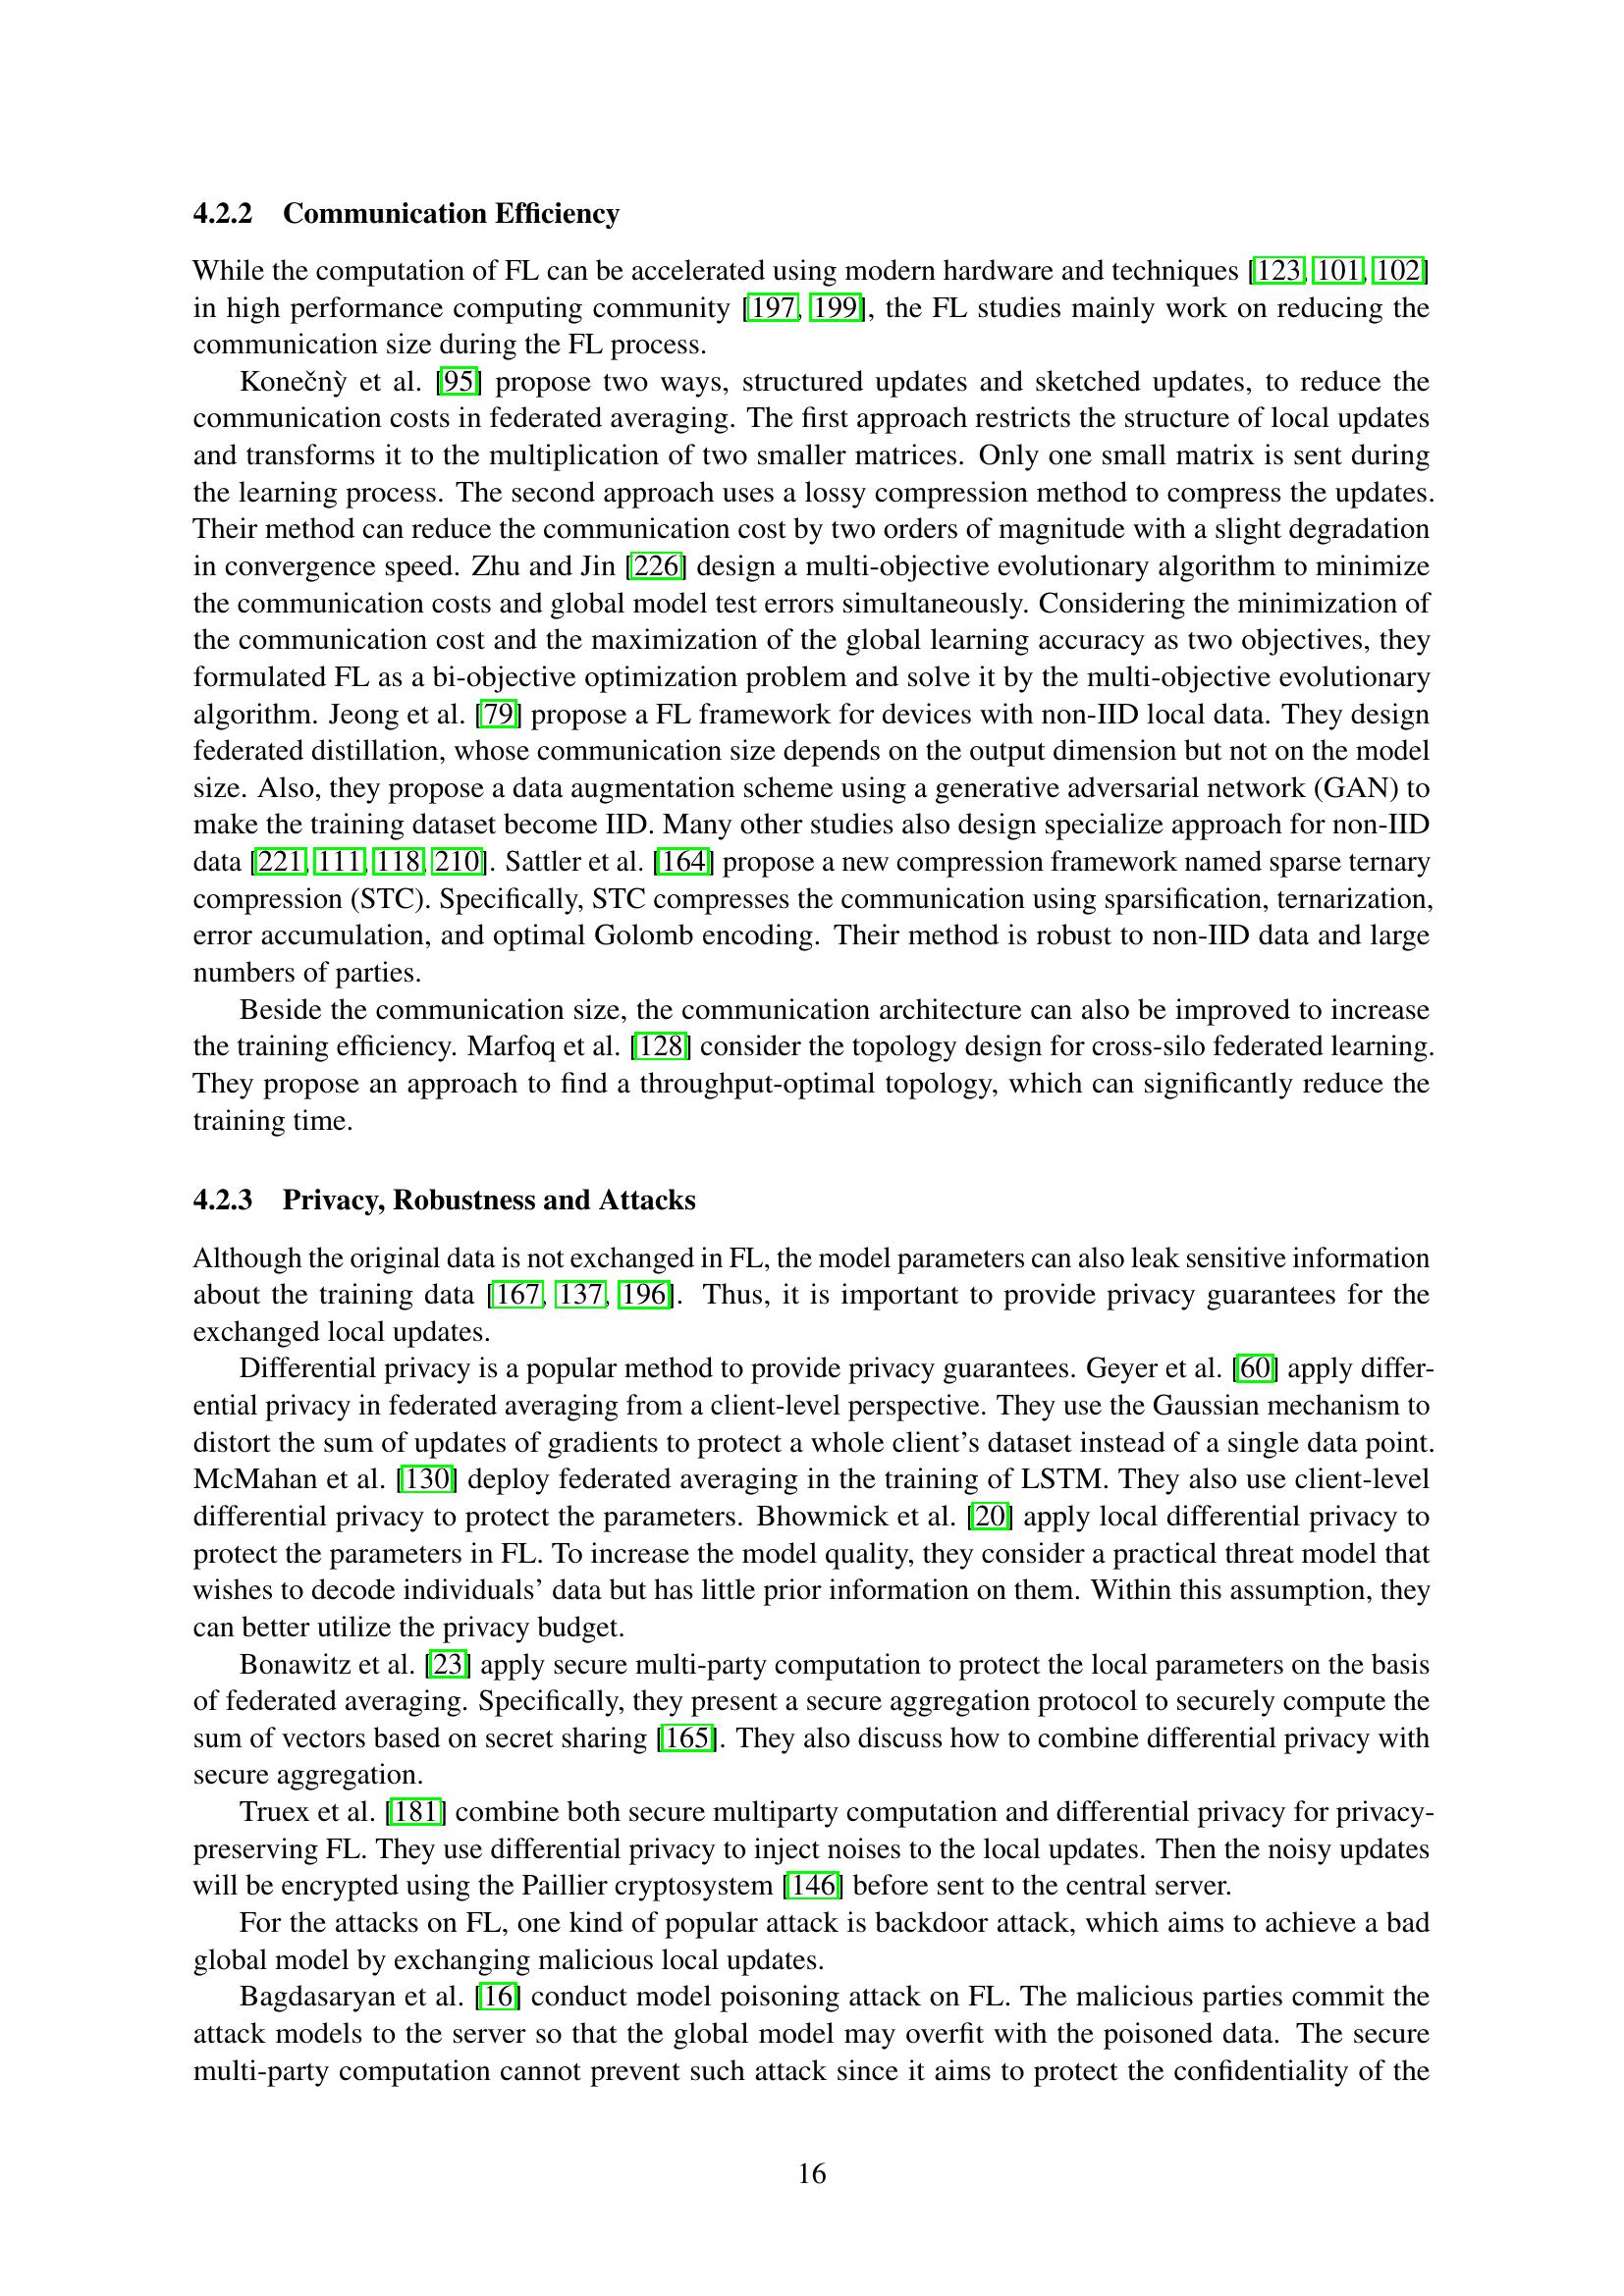 4.2.2 Communication Efficiency
While the computation of FL can be accelerated using modern hardware and techniques [123, 101, 102]
in high performance computing community [197, 199], the FL studies mainly work on reducing the
communication size during the FL process.
Konečnỳ et al. [95] propose two ways, structured updates and sketched updates, to reduce the
communication costs in federated averaging. The first approach restricts the structure of local updates
and transforms it to the multiplication of two smaller matrices. Only one small matrix is sent during
the learning process. The second approach uses a lossy compression method to compress the updates.
Their method can reduce the communication cost by two orders of magnitude with a slight degradation
in convergence speed. Zhu and Jin [226] design a multi-objective evolutionary algorithm to minimize
the communication costs and global model test errors simultaneously. Considering the minimization of
the communication cost and the maximization of the global learning accuracy as two objectives, they
formulated FL as a bi-objective optimization problem and solve it by the multi-objective evolutionary
algorithm. Jeong et al. [79] propose a FL framework for devices with non-IID local data. They design
federated distillation, whose communication size depends on the output dimension but not on the model
size. Also, they propose a data augmentation scheme using a generative adversarial network (GAN) to
make the training dataset become IID. Many other studies also design specialize approach for non-IID
data [221, 111, 118, 210]. Sattler et al. [164] propose a new compression framework named sparse ternary
compression (STC). Specifically, STC compresses the communication using sparsification, ternarization,
error accumulation, and optimal Golomb encoding. Their method is robust to non-IID data and large
numbers of parties.
Beside the communication size, the communication architecture can also be improved to increase
the training efficiency. Marfoq et al. [128] consider the topology design for cross-silo federated learning.
They propose an approach to find a throughput-optimal topology, which can significantly reduce the
training time.
4.2.3 Privacy, Robustness and Attacks
Although the original data is not exchanged in FL, the model parameters can also leak sensitive information
about the training data [167, 137, 196]. Thus, it is important to provide privacy guarantees for the
exchanged local updates.
Differential privacy is a popular method to provide privacy guarantees. Geyer et al. [60] apply differ-
ential privacy in federated averaging from a client-level perspective. They use the Gaussian mechanism to
distort the sum of updates of gradients to protect a whole client's dataset instead of a single data point.
McMahan et al. [130] deploy federated averaging in the training of LSTM. They also use client-level
differential privacy to protect the parameters. Bhowmick et al. [20] apply local differential privacy to
protect the parameters in FL. To increase the model quality, they consider a practical threat model that
wishes to decode individuals' data but has little prior information on them. Within this assumption, they
can better utilize the privacy budget.
Bonawitz et al. [23] apply secure multi-party computation to protect the local parameters on the basis
of federated averaging. Specifically, they present a secure aggregation protocol to securely compute the
sum of vectors based on secret sharing [165]. They also discuss how to combine differential privacy with
secure aggregation.
Truex et al. [181] combine both secure multiparty computation and differential privacy for privacy-
preserving FL. They use differential privacy to inject noises to the local updates. Then the noisy updates
will be encrypted using the Paillier cryptosystem [146] before sent to the central server.
For the attacks on FL, one kind of popular attack is backdoor attack, which aims to achieve a bad
global model by exchanging malicious local updates.
Bagdasaryan et al. [16] conduct model poisoning attack on FL. The malicious parties commit the
attack models to the server so that the global model may overfit with the poisoned data. The secure
multi-party computation cannot prevent such attack since it aims to protect the confidentiality of the
16